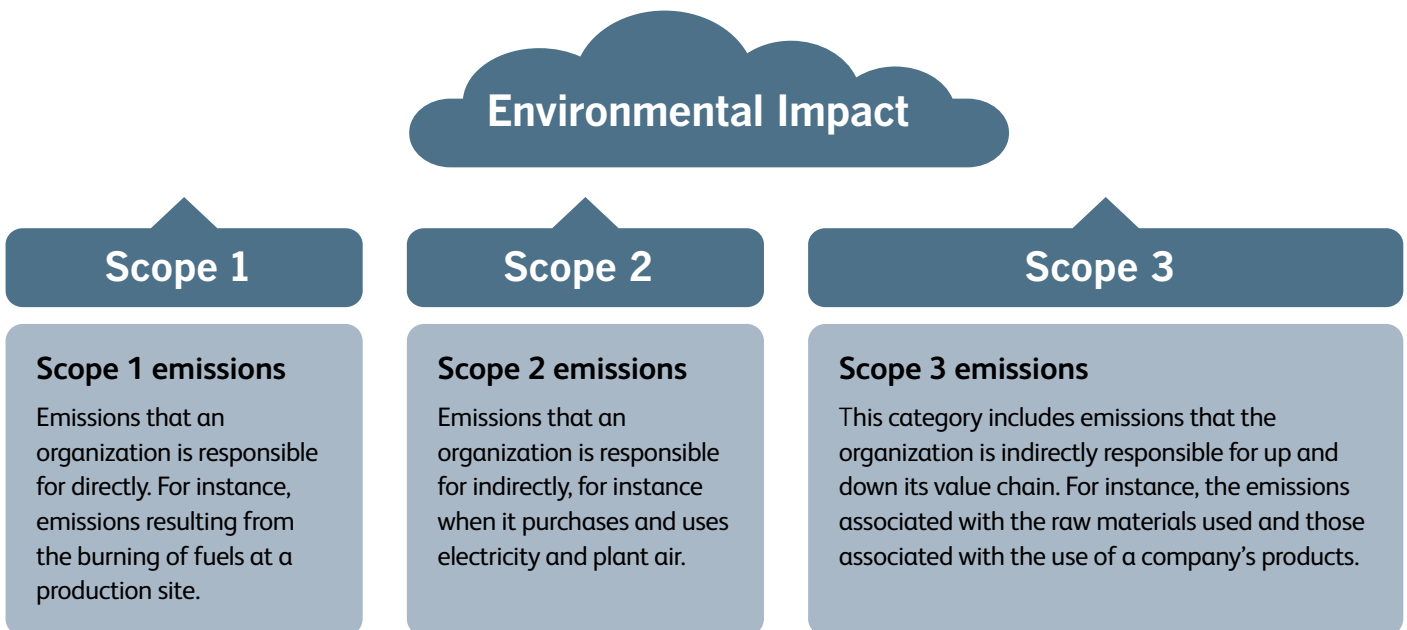 Environmental Impact
Scope 1
Scope 1 emissions
Emissions that an
organization is responsible
for directly. For instance,
emissions resulting from
the burning of fuels at a
production site.
Scope 2
Scope 2 emissions
Emissions that an
organization is responsible
for indirectly, for instance
when it purchases and uses
electricity and plant air.
Scope 3
Scope 3 emissions
This category includes emissions that the
organization is indirectly responsible for up and
down its value chain. For instance, the emissions
associated with the raw materials used and those
associated with the use of a company’s products.